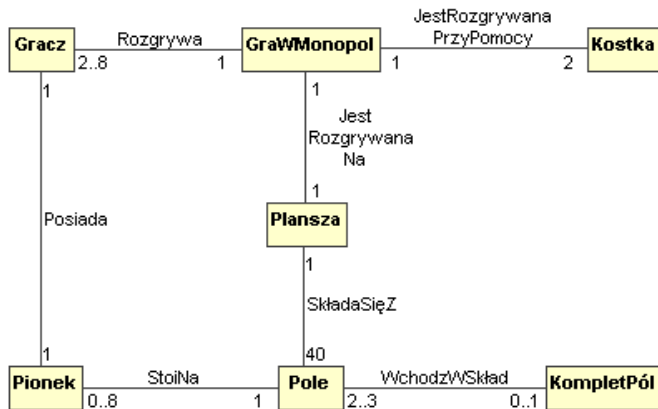 JestRozgrywana
Gracz Rozgrywa GraWMonopol PrzyPomocy Kostka
2..8 1 1 2
1 1
Jest
Rozgrywana
Na
1
Posiada Plansza
1
SkładaSięZ
1 40
Pionek StoiNa Pole WchodzWSkład KompletPól
0..8 1 2..3 0..1